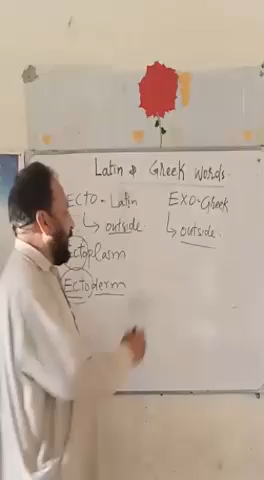 Latin & Greek words.
ECTO - Latin
↳ outside.
Ectoplasm
Ectoderm
EXO - Greek
↳ outside.